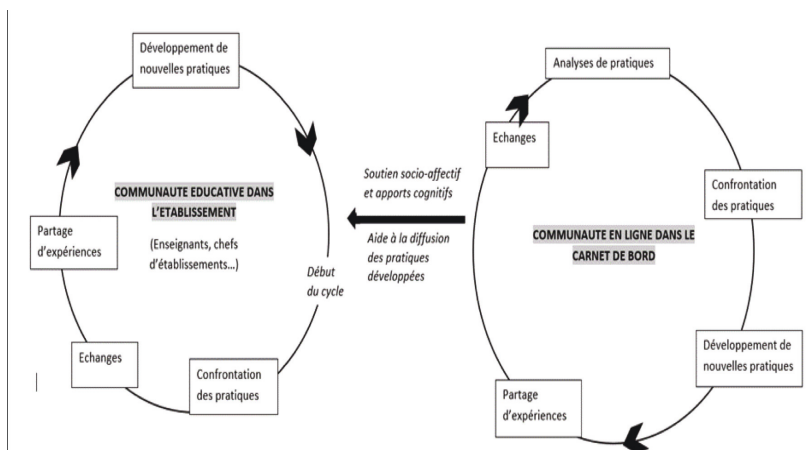 Développement de
nouvelles pratiques
COMMUNAUTE EDUCATIVE DANS
L'ETABLISSEMENT
(Enseignants, chefs
d'établissements…)
Partage
d'expériences
Echanges
Confrontation
des pratiques
Début
du cycle
Soutien socio-affectif
et apports cognitifs
Aide à la diffusion
des pratiques
développées
Analyses de pratiques
Echanges
Confrontation
des pratiques
COMMUNAUTE EN LIGNE DANS LE
CARNET DE BORD
Développement de
nouvelles pratiques
Partage
d'expériences